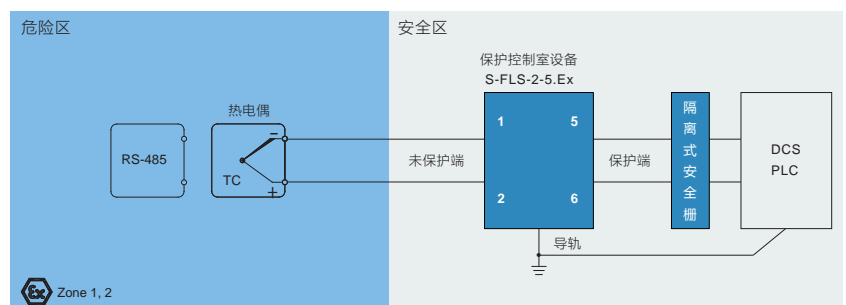 危险区
安全区
保护控制室设备
S-FLS-2-5.Ex
热电偶
RS-485
TC
−
+
未保护端
1
5
2
6
保护端
隔离式安全栅
DCS
PLC
导轨
Ex
Zone 1, 2